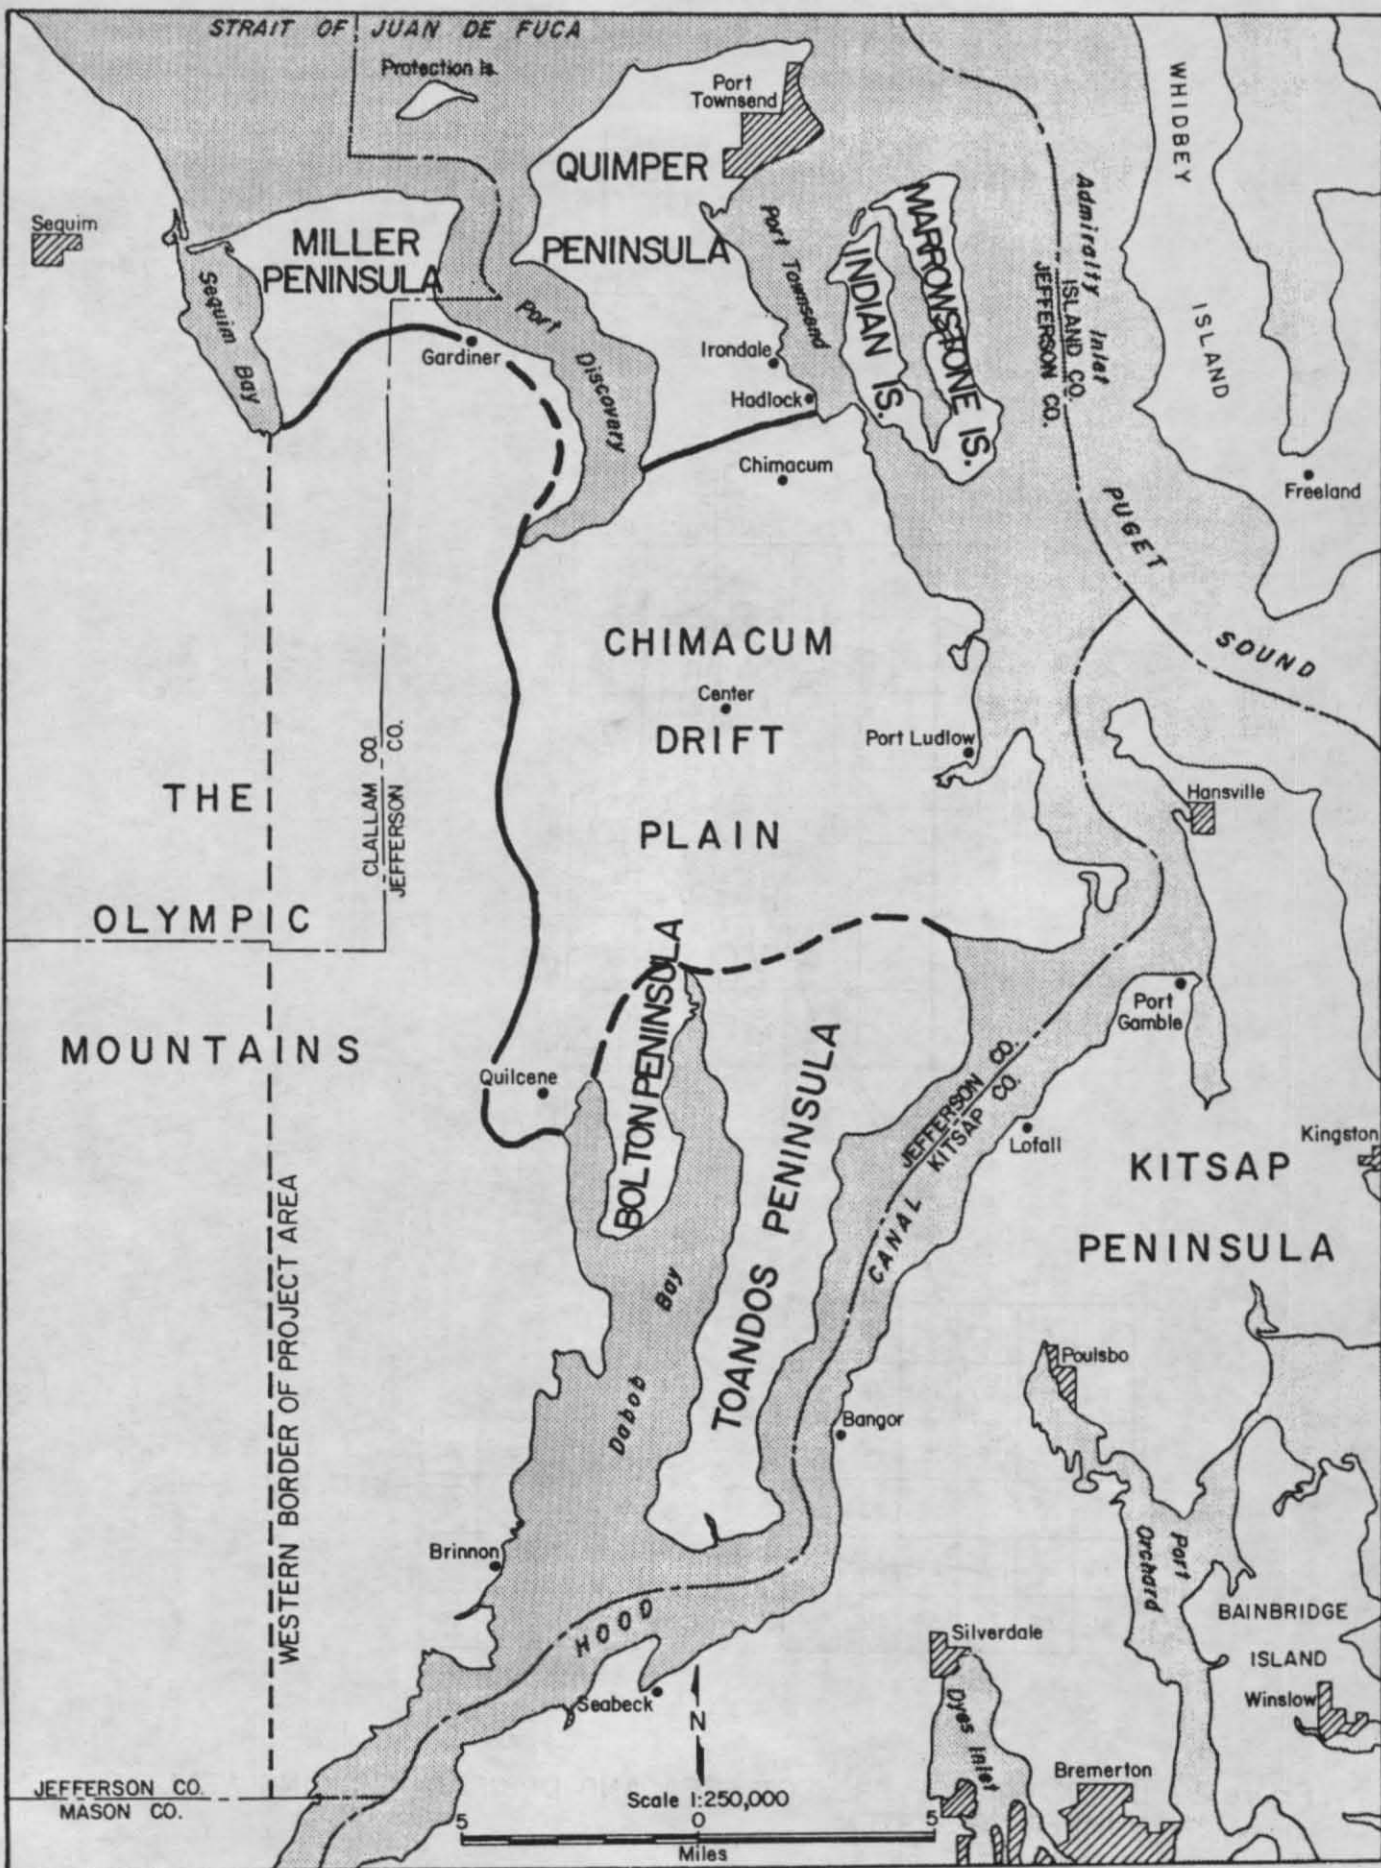 STRAIT OF JUAN DE FUCA
Protection Is.
Port
Townsend
WHIDBEY
ISLAND
QUIMPER
PENINSULA
Sequim
MILLER
PENINSULA
Sequim Bay
Port Discovery
Port Townsend
INDIAN IS.
MARROWSTONE IS.
Admiralty Inlet
ISLAND CO.
JEFFERSON CO.
Gardiner
Irondale
Hadlock
Chimacum
Freeland
PUGET
SOUND
CHIMACUM
Center
DRIFT
PLAIN
Port Ludlow
Hansville
CLALLAM CO.
JEFFERSON CO.
THE
OLYMPIC
MOUNTAINS
BOLTON PENINSULA
TOANDOS PENINSULA
Quilcene
Port
Gamble
JEFFERSON CO.
KITSAP CO.
Lofall
Kingston
KITSAP
PENINSULA
CANAL
WESTERN BORDER OF PROJECT AREA
Dabob Bay
Poulsbo
Bangor
Brinnon
Port
Orchard
HOOD
BAINBRIDGE
ISLAND
Silverdale
Seabeck
Winslow
Dyes Inlet
N
Bremerton
JEFFERSON CO.
MASON CO.
Scale 1:250,000
5 0 5
Miles